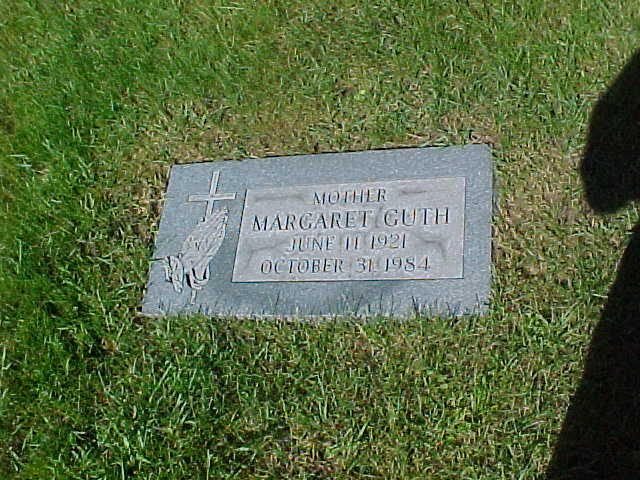 MOTHER
MARGARET GUTH
JUNE 11 1921
OCTOBER 31 1984